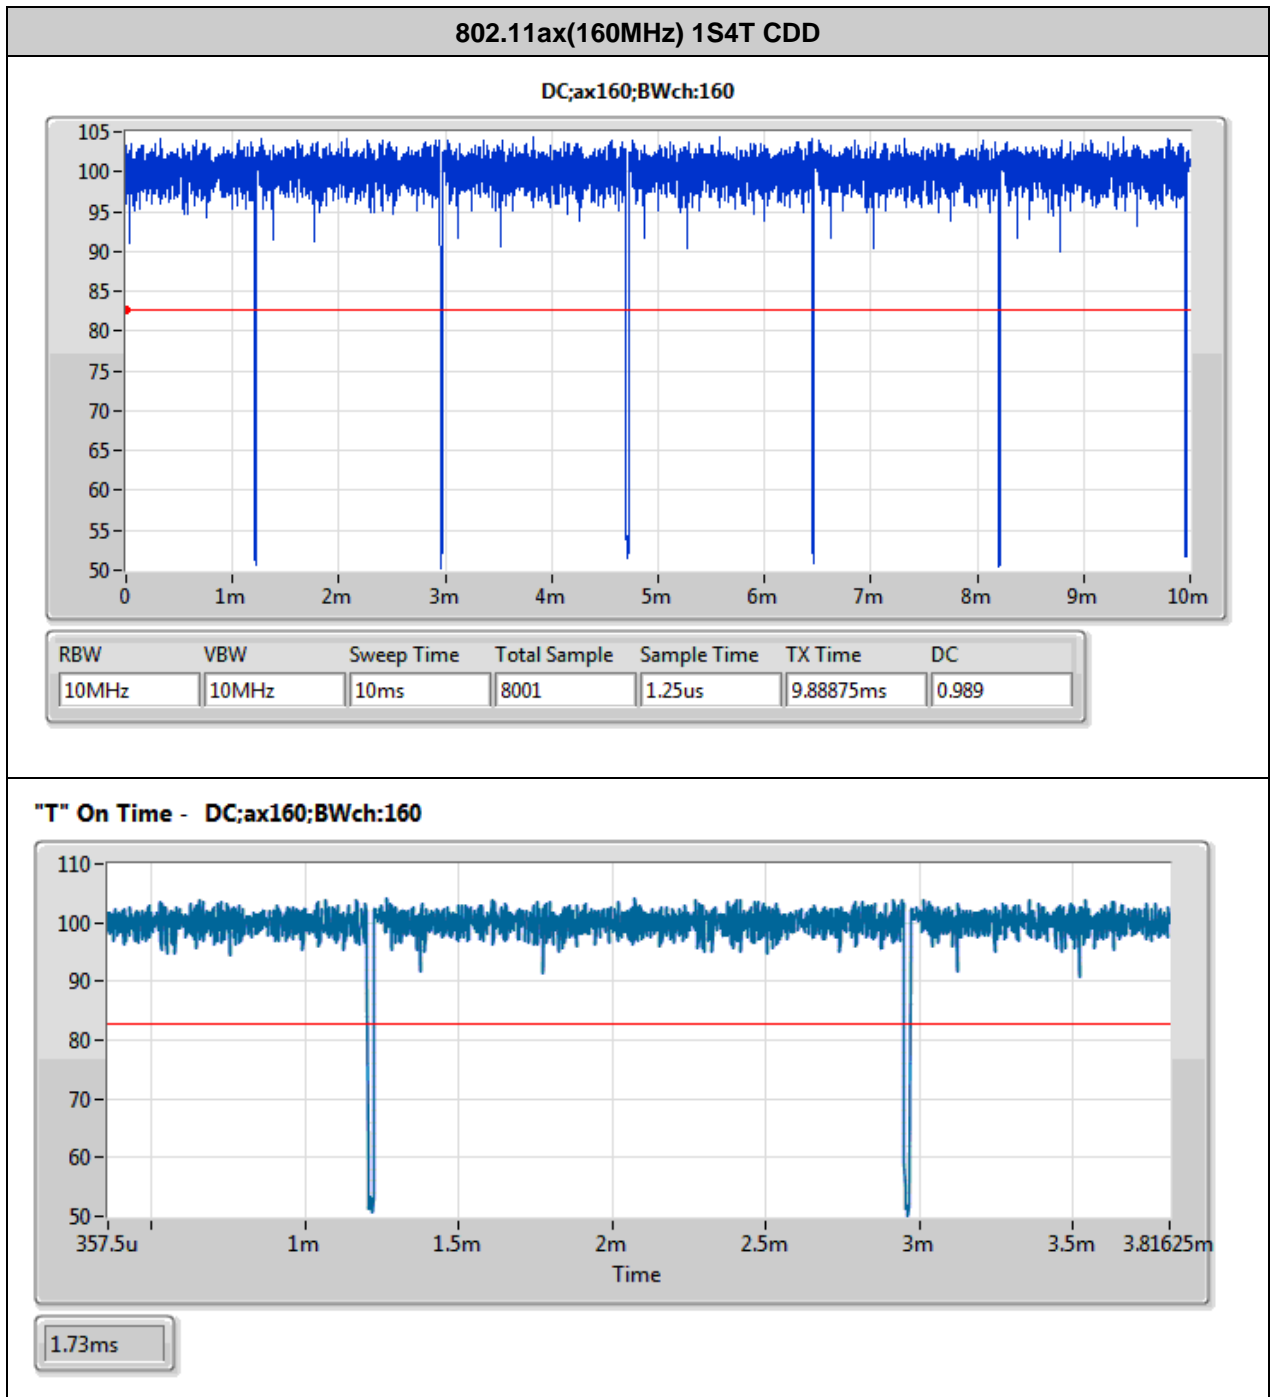 802.11ax(160MHz) 1S4T CDD
DC;ax160;BWch:160
105
100
95
90
85
80
75
70
65
60
55
50
0 1m 2m 3m 4m 5m 6m 7m 8m 9m 10m
RBW VBW Sweep Time Total Sample Sample Time TX Time DC
10MHz 10MHz 10ms 8001 1.25us 9.88875ms 0.989
"T" On Time - DC;ax160;BWch:160
110
100
90
80
70
60
50
357.5u 1m 1.5m 2m 2.5m 3m 3.5m 3.81625m
Time
1.73ms